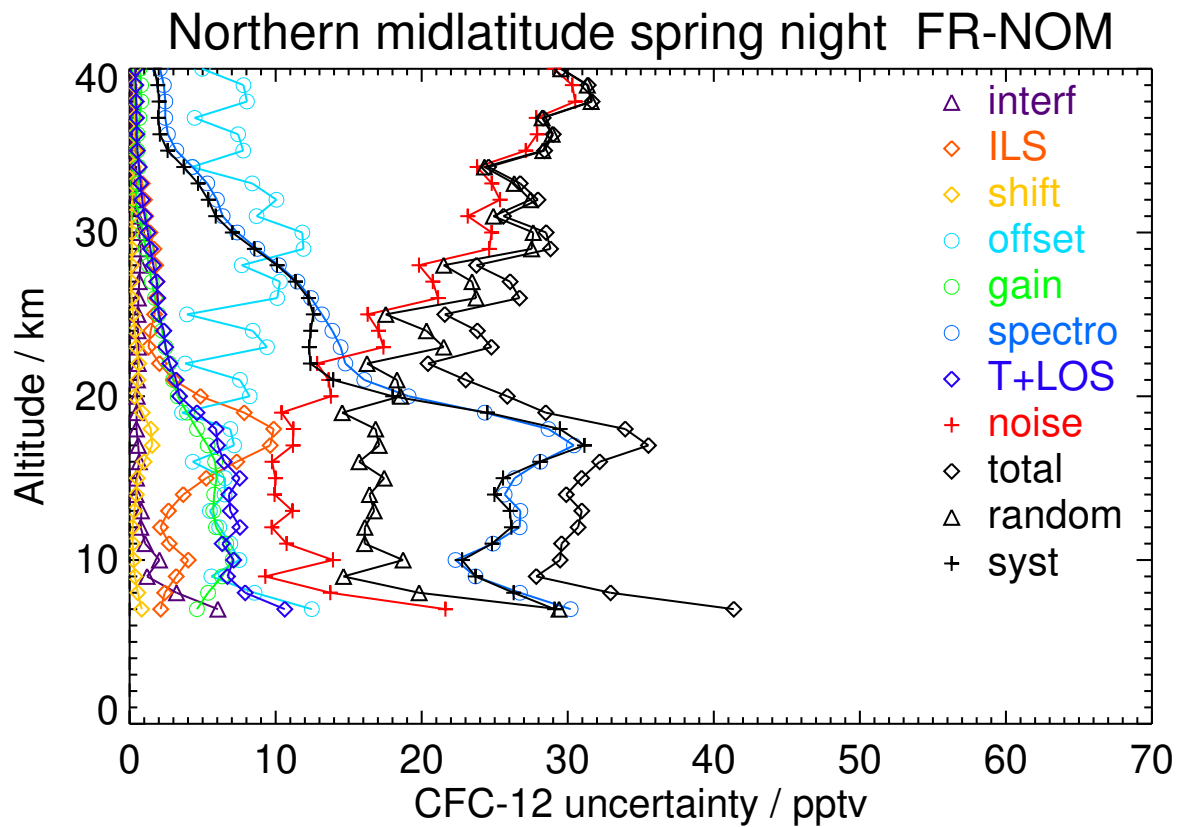 Northern midlatitude spring night FR-NOM
40
30
20
10
0
Altitude / km
interf
ILS
shift
offset
gain
spectro
T+LOS
noise
total
random
syst
0 10 20 30 40 50 60 70
CFC-12 uncertainty / pptv